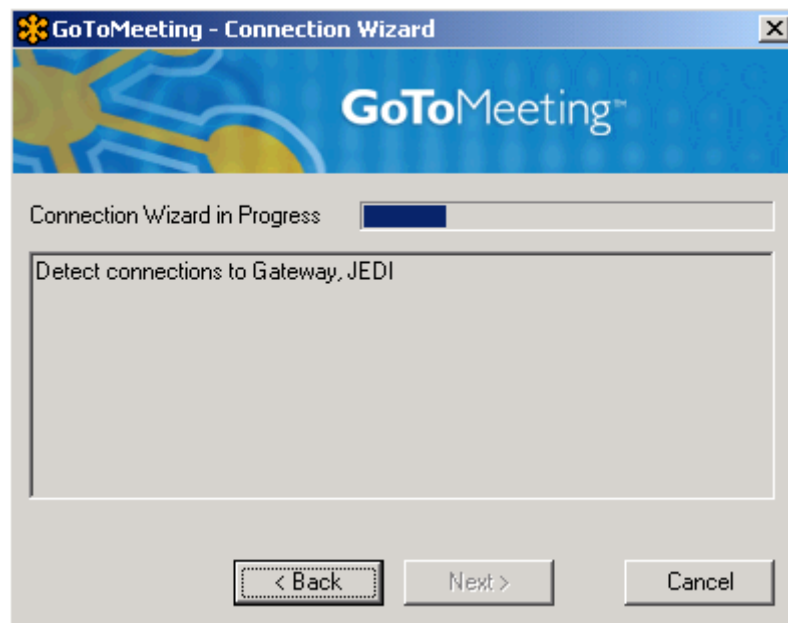 GoToMeeting - Connection Wizard
GoToMeeting™
Connection Wizard in Progress
Detect connections to Gateway, JEDI
< Back
Next >
Cancel